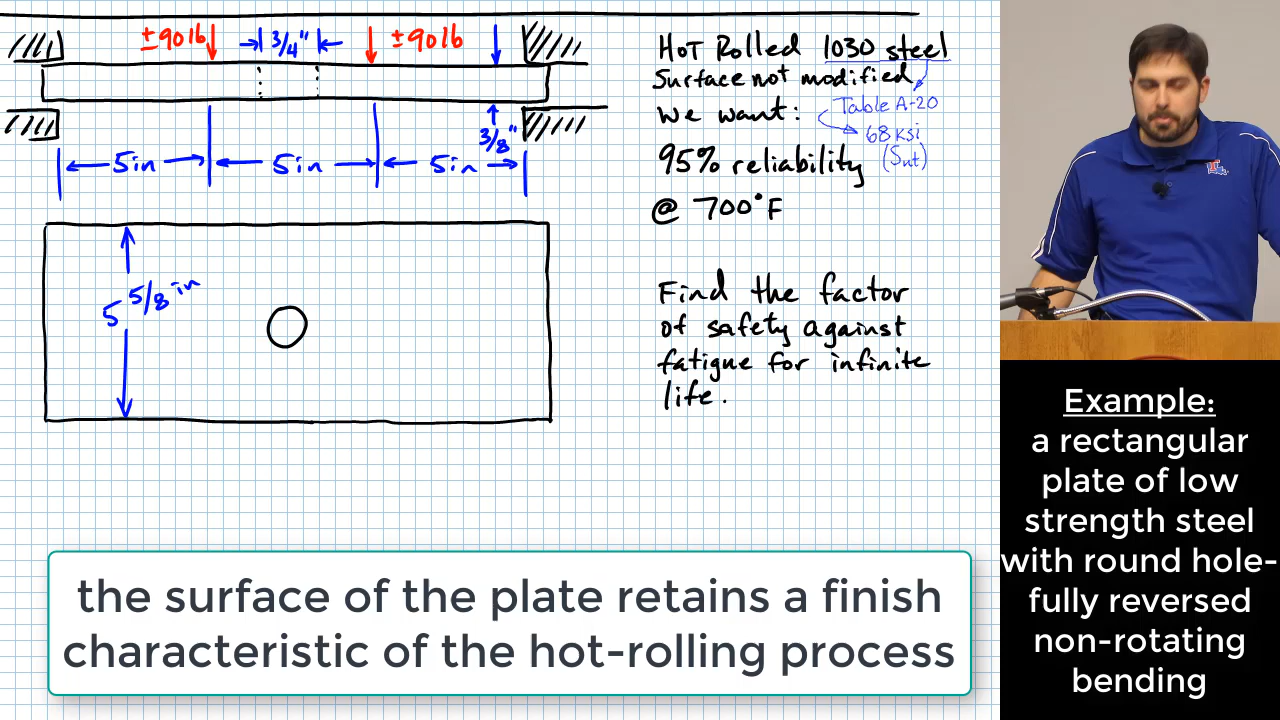 ±90lb
3/4"
±90lb
3/8"
5in
5in
5in
5 5/8 in
HOT Rolled 1030 steel
Surface not modified
We want:
Table A-20
68 ksi
(Sut)
95% reliability
@ 700°F
Find the factor
of safety against
fatigue for infinite
life.
Example:
a rectangular
plate of low
strength steel
with round hole-
fully reversed
non-rotating
bending
the surface of the plate retains a finish
characteristic of the hot-rolling process